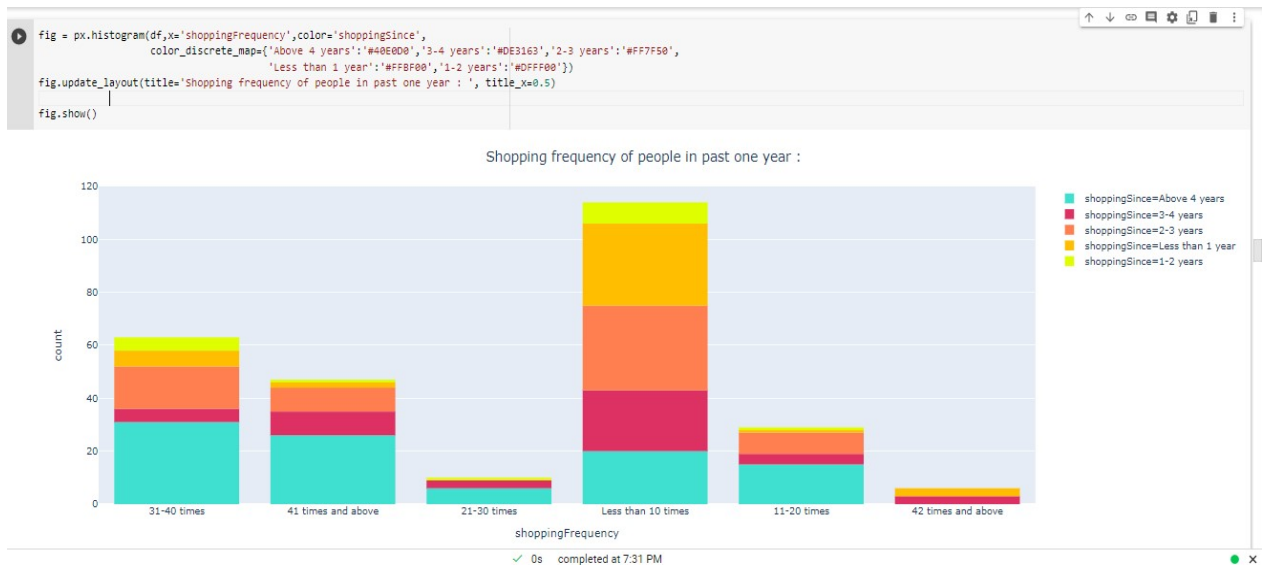 fig = px.histogram(df,x='shoppingFrequency',color='shoppingSince',
color_discrete_map={'Above 4 years':'#40E0D0','3-4 years':'#DE3163','2-3 years':'#FF7F50',
'Less than 1 year':'#FFBF00','1-2 years':'#DFFF00'})
fig.update_layout(title='Shopping frequency of people in past one year : ', title_x=0.5)
fig.show()
Shopping frequency of people in past one year :
120
100
80
60
40
20
0
count
31-40 times
41 times and above
21-30 times
Less than 10 times
11-20 times
42 times and above
shoppingFrequency
shoppingSince=Above 4 years
shoppingSince=3-4 years
shoppingSince=2-3 years
shoppingSince=Less than 1 year
shoppingSince=1-2 years
0s completed at 7:31 PM